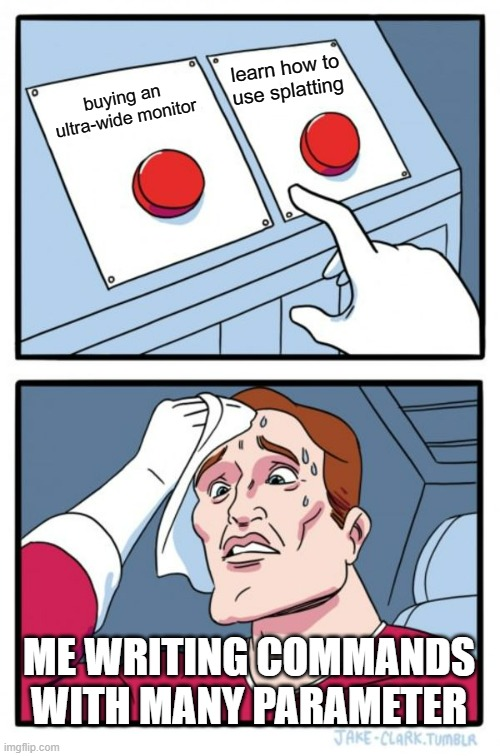 buying an
ultra-wide monitor
learn how to
use splatting
ME WRITING COMMANDS
WITH MANY PARAMETER
JAKE-CLARK.TUMBLR
imgflip.com